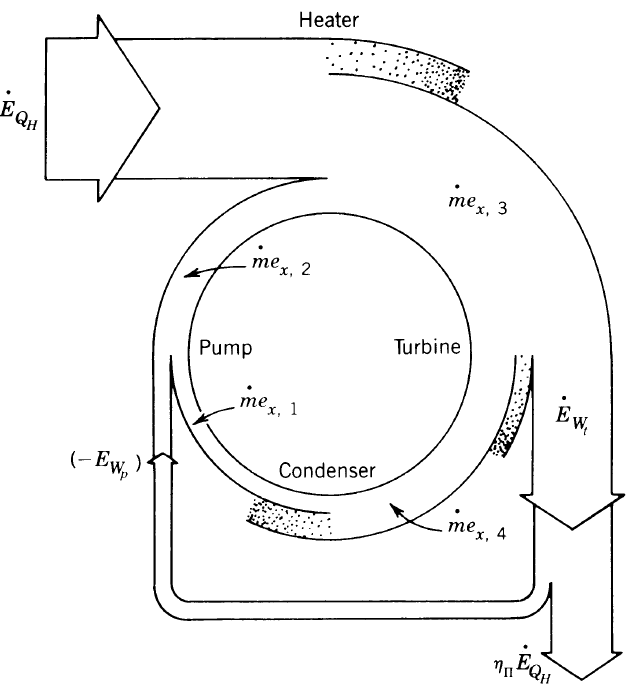 Heater
Ė_{Q_H}
ṁe_{x, 3}
ṁe_{x, 2}
Pump
Turbine
ṁe_{x, 1}
Ė_{W_t}
(−E_{W_p})
Condenser
ṁe_{x, 4}
η_{II}Ė_{Q_H}